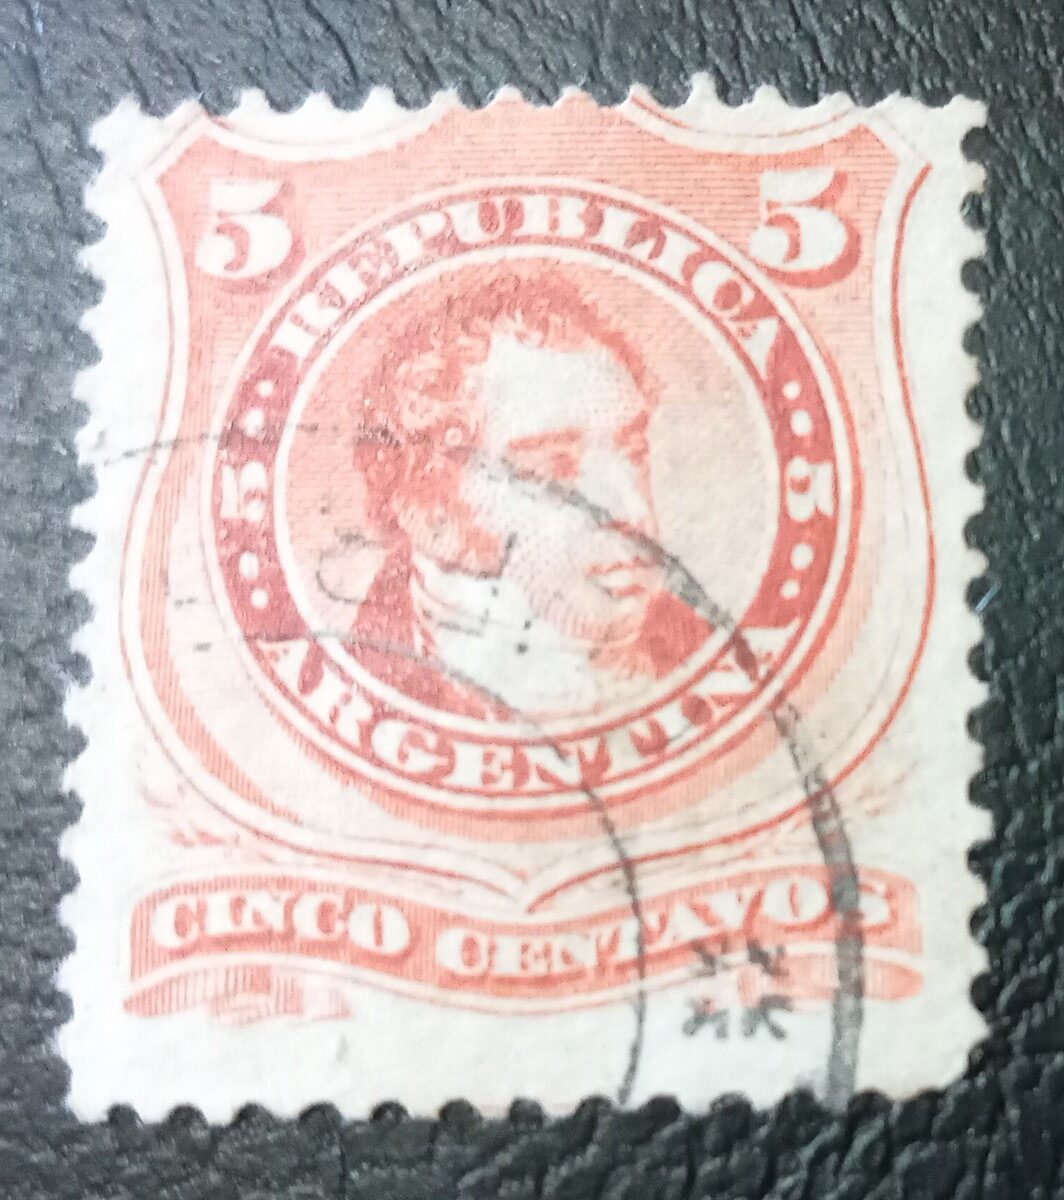 5 5
REPUBLICA
5 5
ARGENTINA
CINCO CENTAVOS